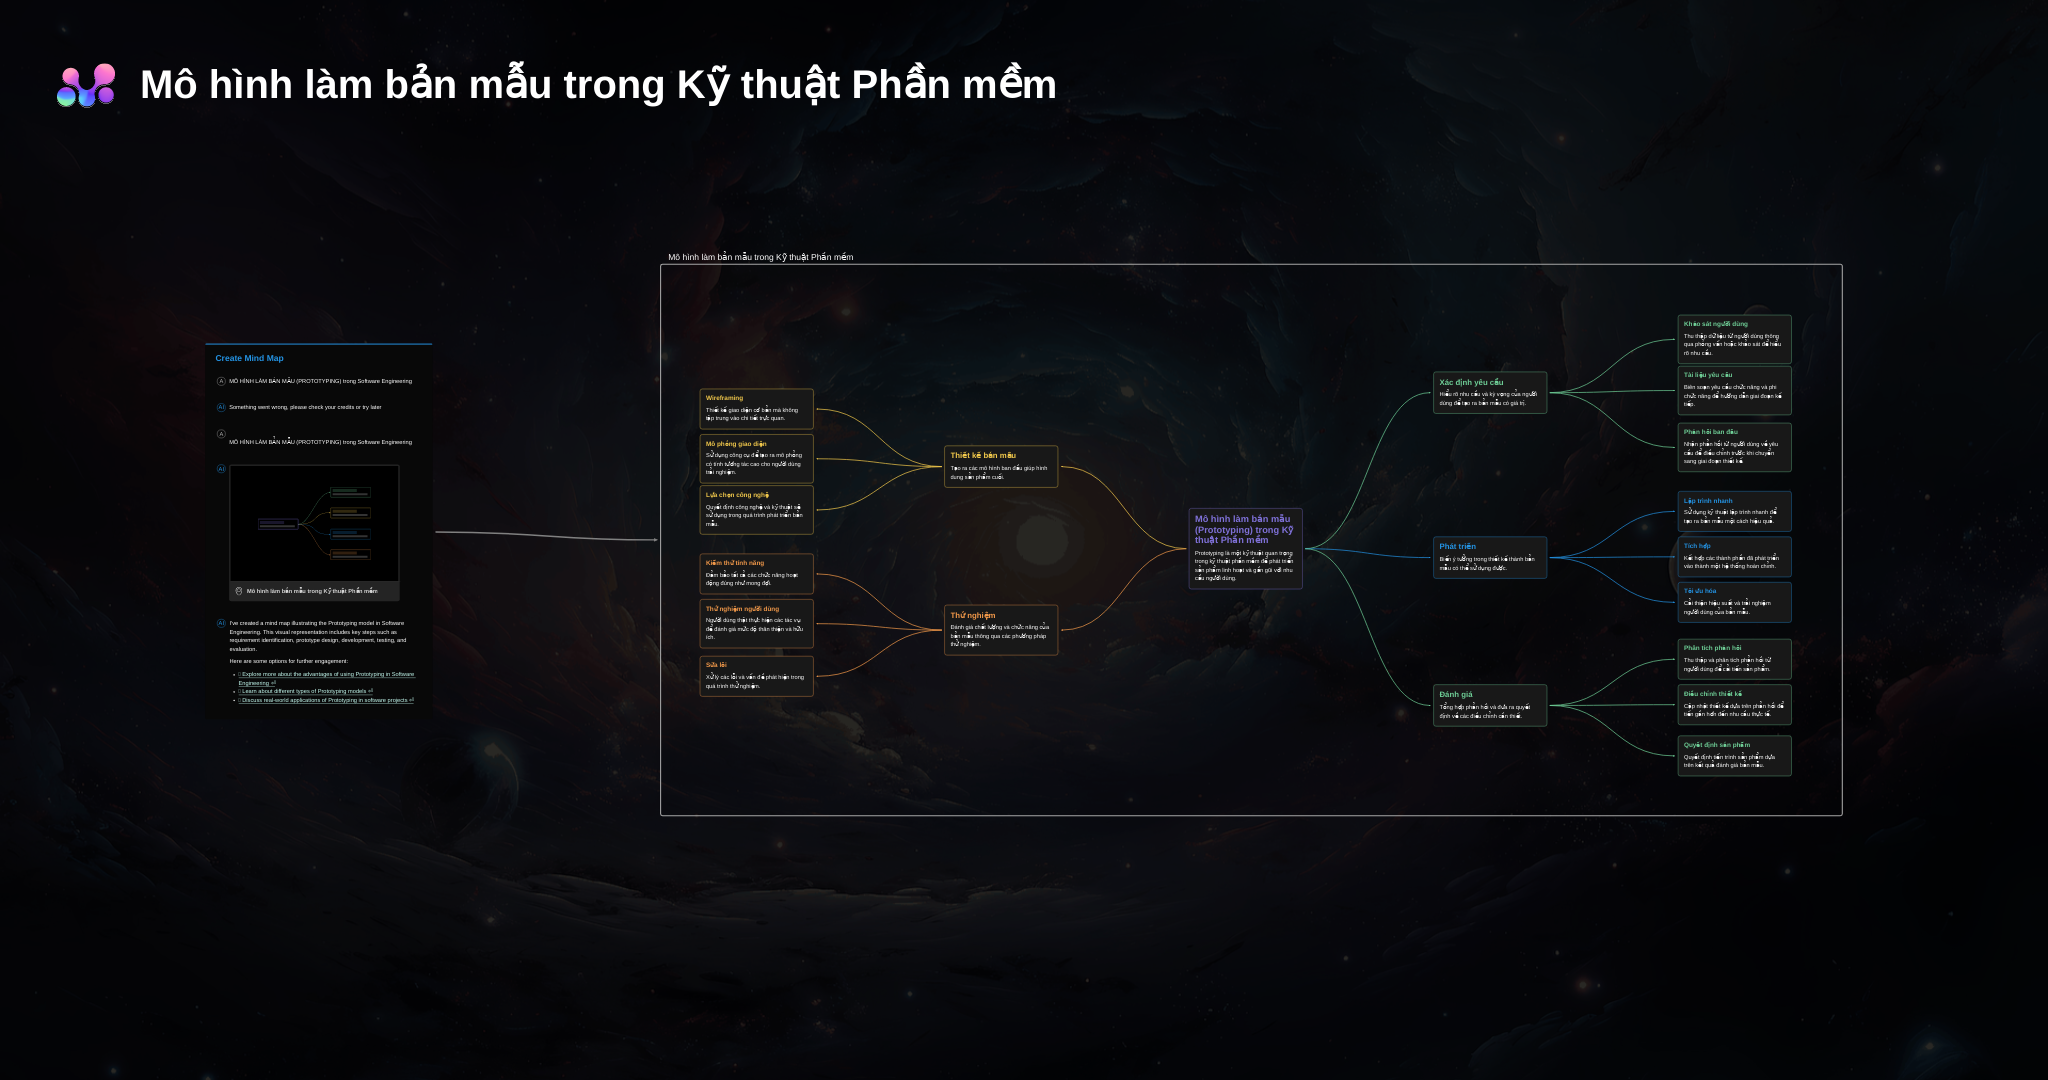 Mô hình làm bản mẫu trong Kỹ thuật Phần mềm
Create Mind Map
MÔ HÌNH LÀM BẢN MẪU (PROTOTYPING) trong Software Engineering
Something went wrong, please check your credits or try later
MÔ HÌNH LÀM BẢN MẪU (PROTOTYPING) trong Software Engineering
Mô hình làm bản mẫu trong Kỹ thuật Phần mềm
I've created a mind map illustrating the Prototyping model in Software
Engineering. This visual representation includes key steps such as
requirement identification, prototype design, development, testing, and
evaluation.
Here are some options for further engagement:
Explore more about the advantages of using Prototyping in Software
Engineering
Learn about different types of Prototyping models
Discuss real-world applications of Prototyping in software projects
Mô hình làm bản mẫu trong Kỹ thuật Phần mềm
Wireframing
Thiết kế giao diện cơ bản mà không
tập trung vào chi tiết trực quan.
Mô phỏng giao diện
Sử dụng công cụ để tạo ra mô phỏng
có tính tương tác cao cho người dùng
trải nghiệm.
Lựa chọn công nghệ
Quyết định công nghệ và kỹ thuật sẽ
sử dụng trong quá trình phát triển bản
mẫu.
Thiết kế bản mẫu
Tạo ra các mô hình ban đầu giúp hình
dung sản phẩm cuối.
Kiểm thử tính năng
Đảm bảo tất cả các chức năng hoạt
động đúng như mong đợi.
Thử nghiệm người dùng
Người dùng thật thực hiện các tác vụ
để đánh giá mức độ thân thiện và hữu
ích.
Sửa lỗi
Xử lý các lỗi và vấn đề phát hiện trong
quá trình thử nghiệm.
Thử nghiệm
Đánh giá chất lượng và chức năng của
bản mẫu thông qua các phương pháp
thử nghiệm.
Mô hình làm bản mẫu
(Prototyping) trong Kỹ
thuật Phần mềm
Prototyping là một kỹ thuật quan trọng
trong kỹ thuật phần mềm để phát triển
sản phẩm linh hoạt và gần gũi với nhu
cầu người dùng.
Xác định yêu cầu
Hiểu rõ nhu cầu và kỳ vọng của người
dùng để tạo ra bản mẫu có giá trị.
Khảo sát người dùng
Thu thập dữ liệu từ người dùng thông
qua phỏng vấn hoặc khảo sát để hiểu
rõ nhu cầu.
Tài liệu yêu cầu
Biên soạn yêu cầu chức năng và phi
chức năng để hướng dẫn giai đoạn kế
tiếp.
Phản hồi ban đầu
Nhận phản hồi từ người dùng về yêu
cầu để điều chỉnh trước khi chuyển
sang giai đoạn thiết kế.
Phát triển
Biến ý tưởng trong thiết kế thành bản
mẫu có thể sử dụng được.
Lập trình nhanh
Sử dụng kỹ thuật lập trình nhanh để
tạo ra bản mẫu một cách hiệu quả.
Tích hợp
Kết hợp các thành phần đã phát triển
vào thành một hệ thống hoàn chỉnh.
Tối ưu hóa
Cải thiện hiệu suất và trải nghiệm
người dùng của bản mẫu.
Đánh giá
Tổng hợp phản hồi và đưa ra quyết
định về các điều chỉnh cần thiết.
Phân tích phản hồi
Thu thập và phân tích phản hồi từ
người dùng để cải tiến sản phẩm.
Điều chỉnh thiết kế
Cập nhật thiết kế dựa trên phản hồi để
tiến gần hơn đến nhu cầu thực tế.
Quyết định sản phẩm
Quyết định tiến trình sản phẩm dựa
trên kết quả đánh giá bản mẫu.